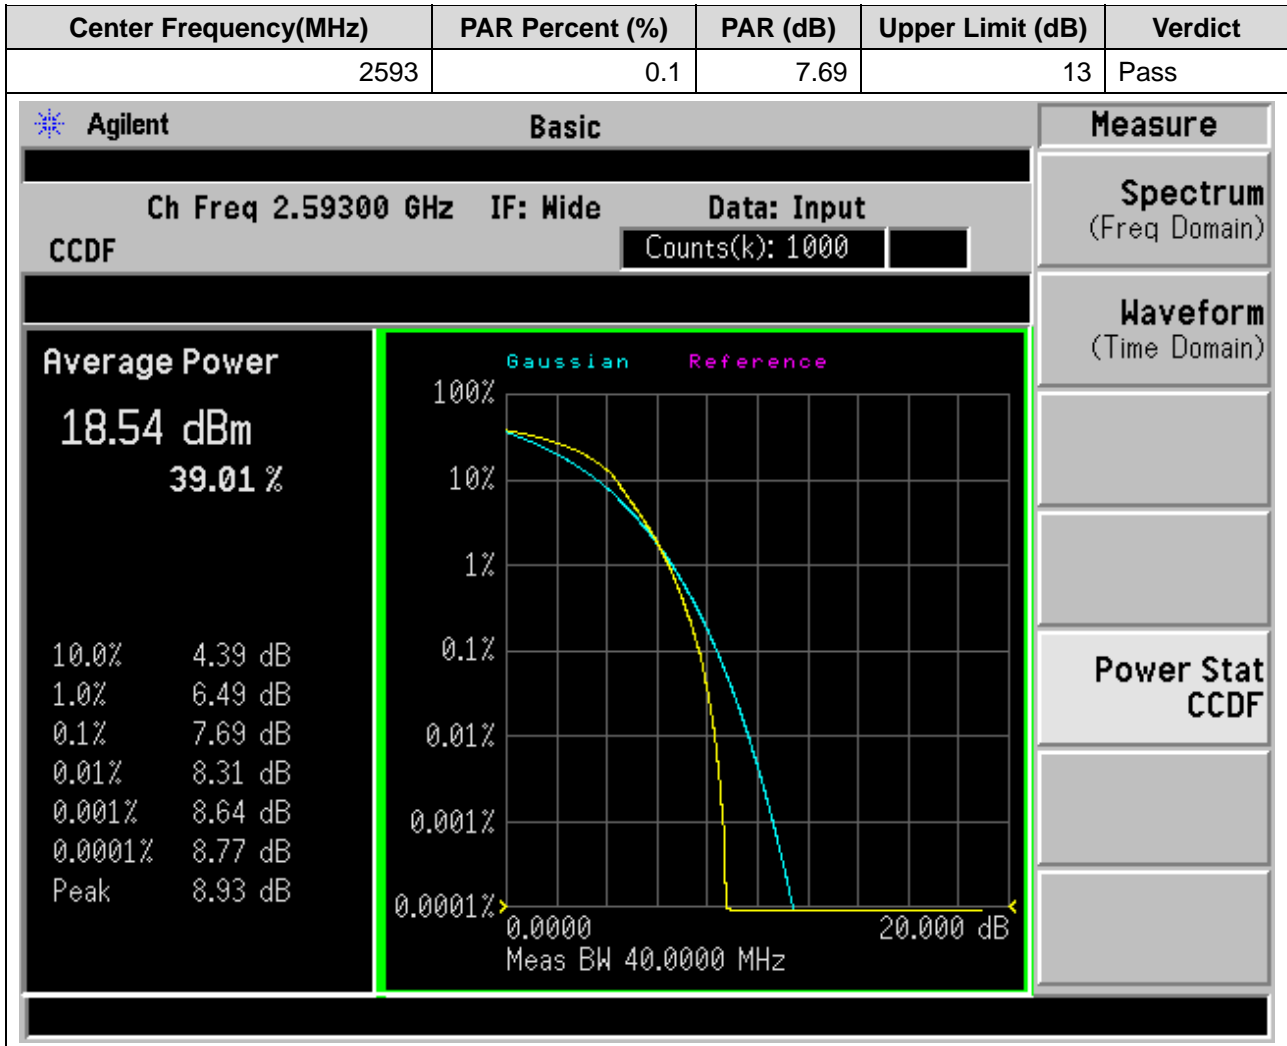 Center Frequency(MHz) PAR Percent (%) PAR (dB) Upper Limit (dB) Verdict
2593 0.1 7.69 13 Pass
Agilent Basic Measure
Ch Freq 2.59300 GHz IF: Wide Data: Input
CCDF Counts(k): 1000
Spectrum
(Freq Domain)
Waveform
(Time Domain)
Power Stat
CCDF
Average Power
18.54 dBm
39.01 %
10.0% 4.39 dB
1.0% 6.49 dB
0.1% 7.69 dB
0.01% 8.31 dB
0.001% 8.64 dB
0.0001% 8.77 dB
Peak 8.93 dB
Gaussian Reference
100%
10%
1%
0.1%
0.01%
0.001%
0.0001%
0.0000 20.000 dB
Meas BW 40.0000 MHz